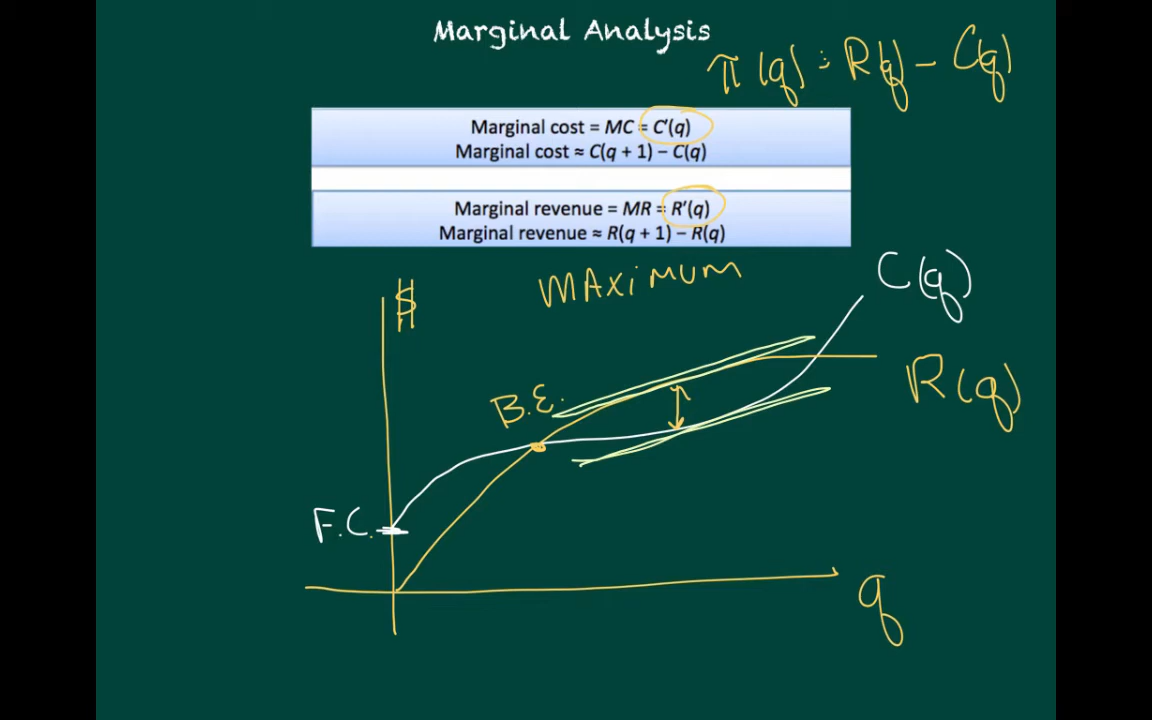 Marginal Analysis
π(q) = R(q) - C(q)
Marginal cost = MC = C′(q)
Marginal cost ≈ C(q + 1) − C(q)
Marginal revenue = MR = R′(q)
Marginal revenue ≈ R(q + 1) − R(q)
MAXIMUM
C(q)
$
R(q)
B.E.
F.C.
q